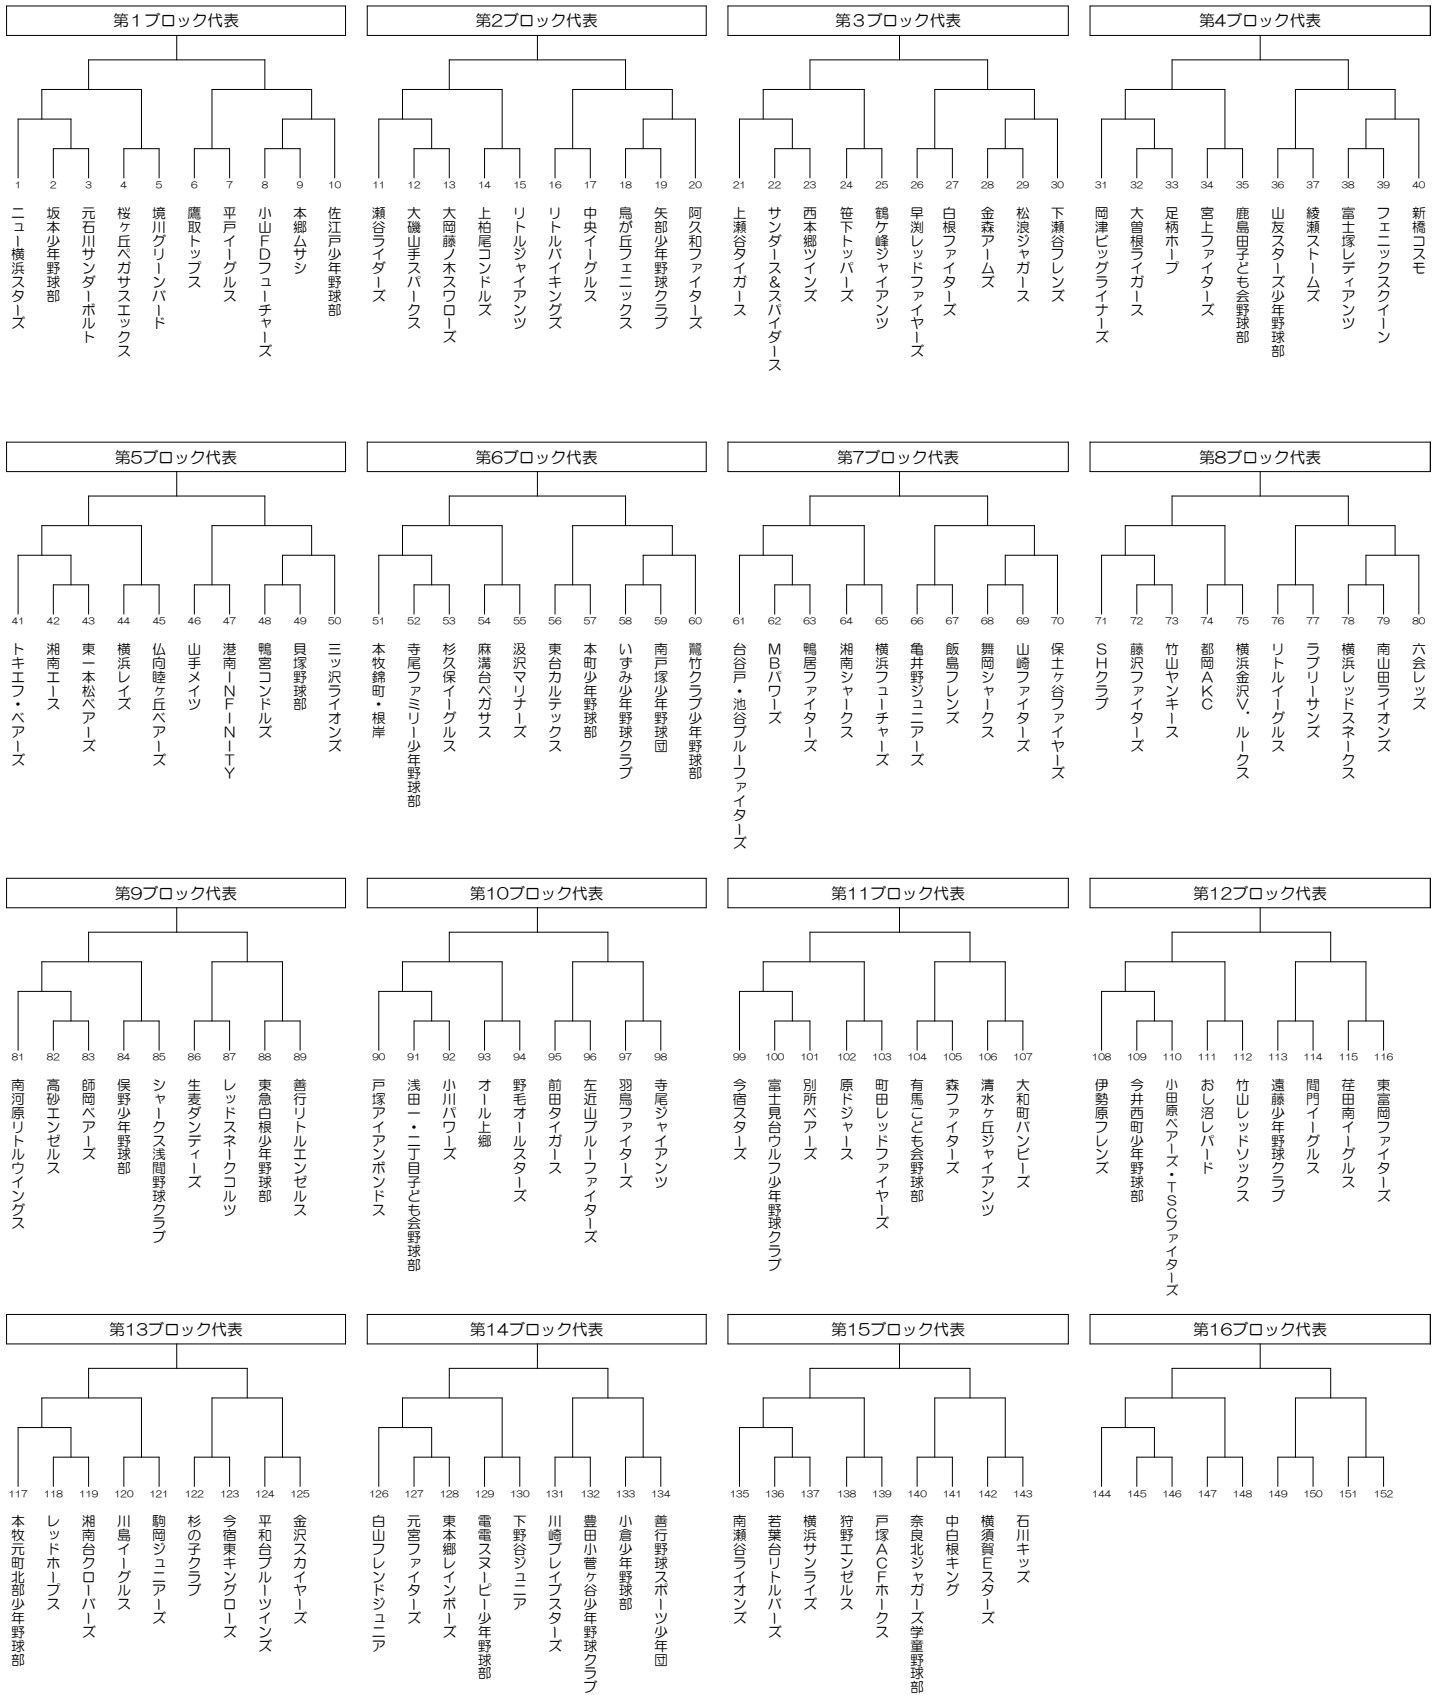 第1ブロック代表
1 ニュー横浜スターズ
2 坂本少年野球部
3 元石川サンダーボルト
4 桜ヶ丘ペガサスエックス
5 境川グリーンバード
6 鷹取トップス
7 平戸イーグルス
8 小山FDフューチャーズ
9 本郷ムサシ
10 佐江戸少年野球部
第2ブロック代表
11 瀬谷ライダーズ
12 大磯山手スパークス
13 大岡藤ノ木スワローズ
14 上柏尾コンドルズ
15 リトルジャイアンツ
16 リトルバイキングズ
17 中央イーグルス
18 鳥が丘フェニックス
19 矢部少年野球クラブ
20 阿久和ファイターズ
第3ブロック代表
21 上瀬谷タイガース
22 サンダース&スパイダース
23 西本郷ツインズ
24 笹下トッパーズ
25 鶴ケ峰ジャイアンツ
26 早渕レッドファイヤーズ
27 白根ファイターズ
28 金森アームズ
29 松浪ジャガース
30 下瀬谷フレンズ
第4ブロック代表
31 岡津ビッグライナーズ
32 大曽根ライガース
33 足柄ホープ
34 宮上ファイターズ
35 鹿島田子ども会野球部
36 山友スターズ少年野球部
37 綾瀬ストームズ
38 富士塚レディアンツ
39 フェニックスクイーン
40 新橋コスモ
第5ブロック代表
41 トキエフ・ベアーズ
42 湘南エース
43 東一本松ベアーズ
44 横浜レイズ
45 仏向睦ヶ丘ベアーズ
46 山手メイツ
47 港南INFINITY
48 鴨宮コンドルズ
49 貝塚野球部
50 三ッ沢ライオンズ
第6ブロック代表
51 本牧錦町・根岸
52 寺尾ファミリー少年野球部
53 杉久保イーグルス
54 麻溝台ペガサス
55 汲沢マリナーズ
56 東台カルテックス
57 本町少年野球部
58 いずみ少年野球クラブ
59 南戸塚少年野球団
60 鷺竹クラブ少年野球部
第7ブロック代表
61 台谷戸・池谷ブルーファイターズ
62 MBパワーズ
63 鴨居ファイターズ
64 湘南シャークス
65 横浜フューチャーズ
66 亀井野ジュニアーズ
67 飯島フレンズ
68 舞岡シャークス
69 山崎ファイターズ
70 保土ヶ谷ファイヤーズ
第8ブロック代表
71 SHクラブ
72 藤沢ファイターズ
73 竹山ヤンキース
74 都岡AKC
75 横浜金沢V・ルークス
76 リトルイーグルス
77 ラブリーサンズ
78 横浜レッドスネークス
79 南山田ライオンズ
80 六会レッズ
第9ブロック代表
81 南河原リトルウイングス
82 高砂エンゼルス
83 師岡ベアーズ
84 俣野少年野球部
85 シャークス浅間野球クラブ
86 生麦ダンディーズ
87 レッドスネークコルツ
88 東急白根少年野球部
89 善行リトルエンゼルス
第10ブロック代表
90 戸塚アイアンボンドス
91 浅田一・二丁目子ども会野球部
92 小川パワーズ
93 オール上郷
94 野毛オールスターズ
95 前田タイガース
96 左近山ブルーファイターズ
97 羽鳥ファイターズ
98 寺尾ジャイアンツ
第11ブロック代表
99 今宿スターズ
100 富士見台ウルフ少年野球クラブ
101 別所ベアーズ
102 原ドジャース
103 町田レッドファイヤーズ
104 有馬こども会野球部
105 森ファイターズ
106 清水ヶ丘ジャイアンツ
107 大和町バンビーズ
第12ブロック代表
108 伊勢原フレンズ
109 今井西町少年野球部
110 小田原ベアーズ・TSCファイターズ
111 おし沼レパード
112 竹山レッドソックス
113 遠藤少年野球クラブ
114 間門イーグルス
115 荏田南イーグルス
116 東富岡ファイターズ
第13ブロック代表
117 本牧元町北部少年野球部
118 レッドホープス
119 湘南台クローバーズ
120 川島イーグルス
121 駒岡ジュニアーズ
122 杉の子クラブ
123 今宿東キングロース
124 平和台ブルーツインズ
125 金沢スカイヤーズ
第14ブロック代表
126 白山フレンドジュニア
127 元宮ファイターズ
128 東本郷レインボーズ
129 電電スヌーピー少年野球部
130 下野谷ジュニア
131 川崎ブレイブスターズ
132 豊田小菅ヶ谷少年野球クラブ
133 小倉少年野球部
134 善行野球スポーツ少年団
第15ブロック代表
135 南瀬谷ライオンズ
136 若葉台リトルバーズ
137 横浜サンライズ
138 狩野エンゼルス
139 戸塚ACFホークス
140 奈良北ジャガーズ学童野球部
141 中白根キング
142 横須賀Eスターズ
143 石川キッズ
第16ブロック代表
144 145 146 147 148 149 150 151 152